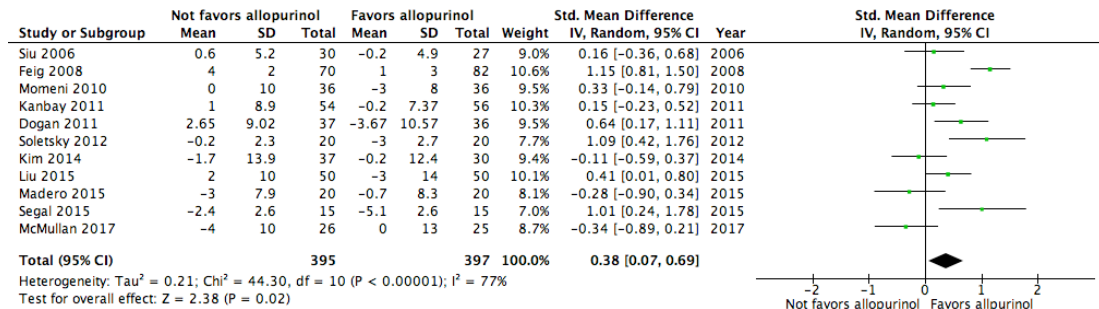 Not favors allopurinol Favors allopurinol Std. Mean Difference Std. Mean Difference
Study or Subgroup Mean SD Total Mean SD Total Weight IV, Random, 95% CI Year IV, Random, 95% CI
Siu 2006 0.6 5.2 30 -0.2 4.9 27 9.0% 0.16 [-0.36, 0.68] 2006
Feig 2008 4 2 70 1 3 82 10.6% 1.15 [0.81, 1.50] 2008
Momeni 2010 0 10 36 -3 8 36 9.5% 0.33 [-0.14, 0.79] 2010
Kanbay 2011 1 8.9 54 -0.2 7.37 56 10.4% 0.15 [-0.23, 0.52] 2011
Dogan 2011 2.65 9.02 37 -3.67 10.57 36 9.5% 0.64 [0.17, 1.11] 2011
Soletsky 2012 -0.2 2.3 20 -3 2.7 20 7.7% 1.09 [0.42, 1.76] 2012
Kim 2014 -1.7 13.9 37 -0.2 12.4 30 9.4% -0.11 [-0.59, 0.37] 2014
Liu 2015 2 10 50 -3 14 50 10.2% 0.41 [0.01, 0.80] 2015
Madero 2015 -3 7.9 20 -0.7 8.3 20 8.1% -0.28 [-0.90, 0.34] 2015
Segal 2015 -2.4 2.6 15 -5.1 2.6 15 7.0% 1.01 [0.24, 1.78] 2015
McMullan 2017 -4 10 26 0 13 25 8.7% -0.34 [-0.89, 0.21] 2017
Total (95% CI) 395 397 100.0% 0.38 [0.07, 0.69]
Heterogeneity: Tau² = 0.21; Chi² = 44.30, df = 10 (P < 0.00001); I² = 77%
Test for overall effect: Z = 2.38 (P = 0.02)
-2 -1 0 1 2
Not favors allopurinol Favors allopurinol